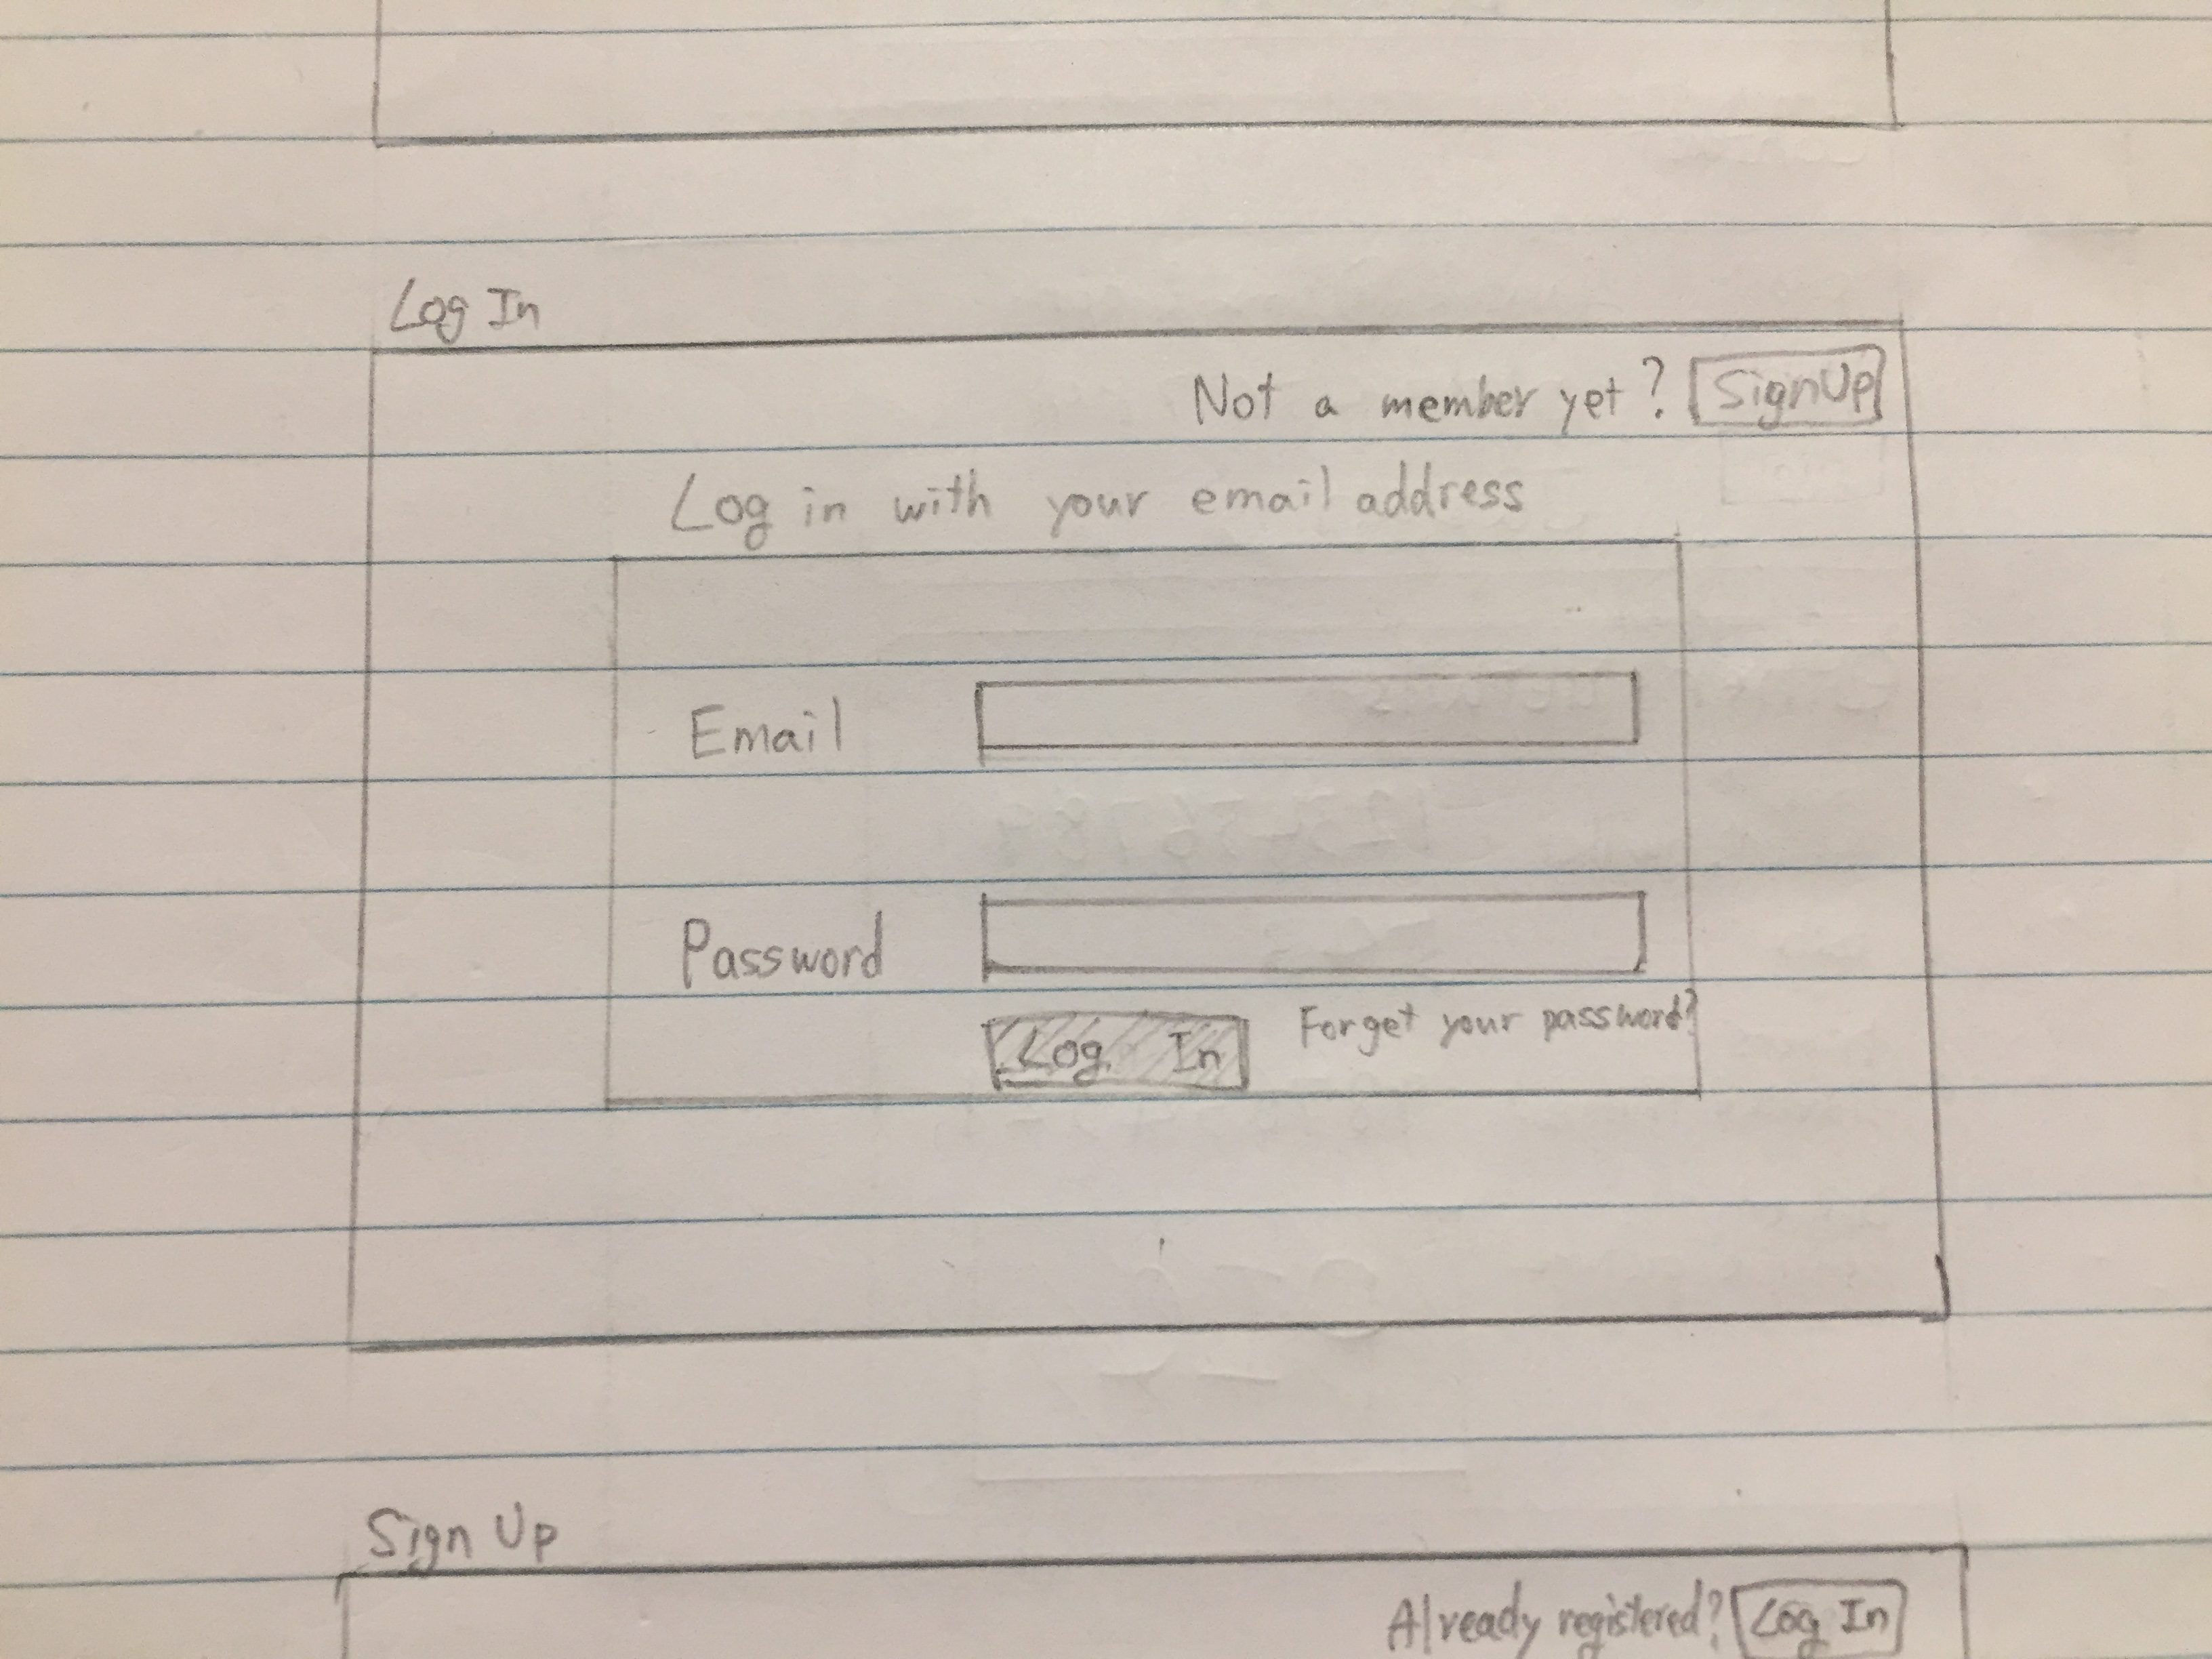 Log In
Not a member yet? SignUp
Log in with your email address
Email
Password
Log In Forget your password?
Sign Up
Already registered? Log In